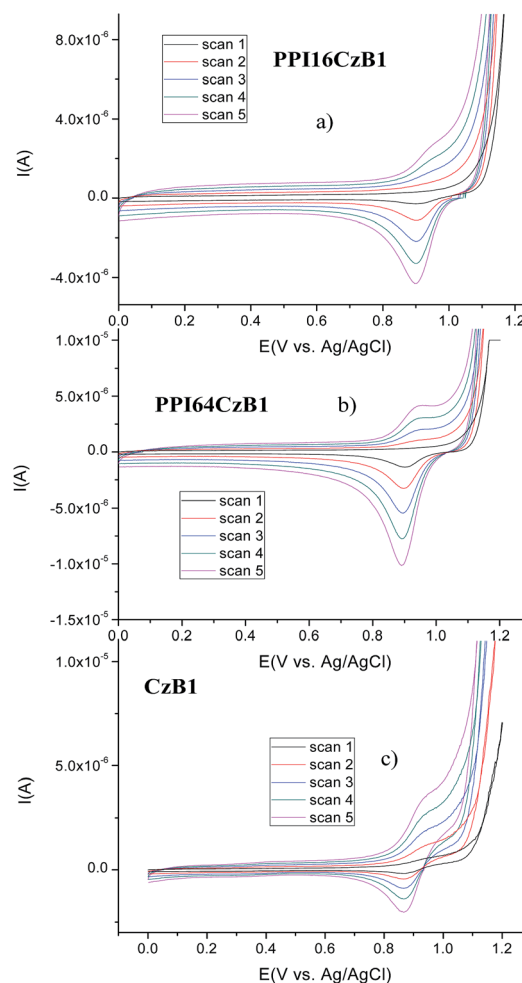 8.0x10⁻⁶
scan 1
scan 2
scan 3
scan 4
scan 5
PPI16CzB1
a)
4.0x10⁻⁶
I(A)
0.0
-4.0x10⁻⁶
0.0 0.2 0.4 0.6 0.8 1.0 1.2
E(V vs. Ag/AgCl)
1.0x10⁻⁵
PPI64CzB1
b)
5.0x10⁻⁶
I(A)
0.0
scan 1
scan 2
scan 3
scan 4
scan 5
-5.0x10⁻⁶
-1.0x10⁻⁵
-1.5x10⁻⁵
0.0 0.2 0.4 0.6 0.8 1.0 1.2
E(V vs. Ag/AgCl)
1.0x10⁻⁵
CzB1
scan 1
scan 2
scan 3
scan 4
scan 5
c)
5.0x10⁻⁶
I(A)
0.0
0.0 0.2 0.4 0.6 0.8 1.0 1.2
E(V vs. Ag/AgCl)